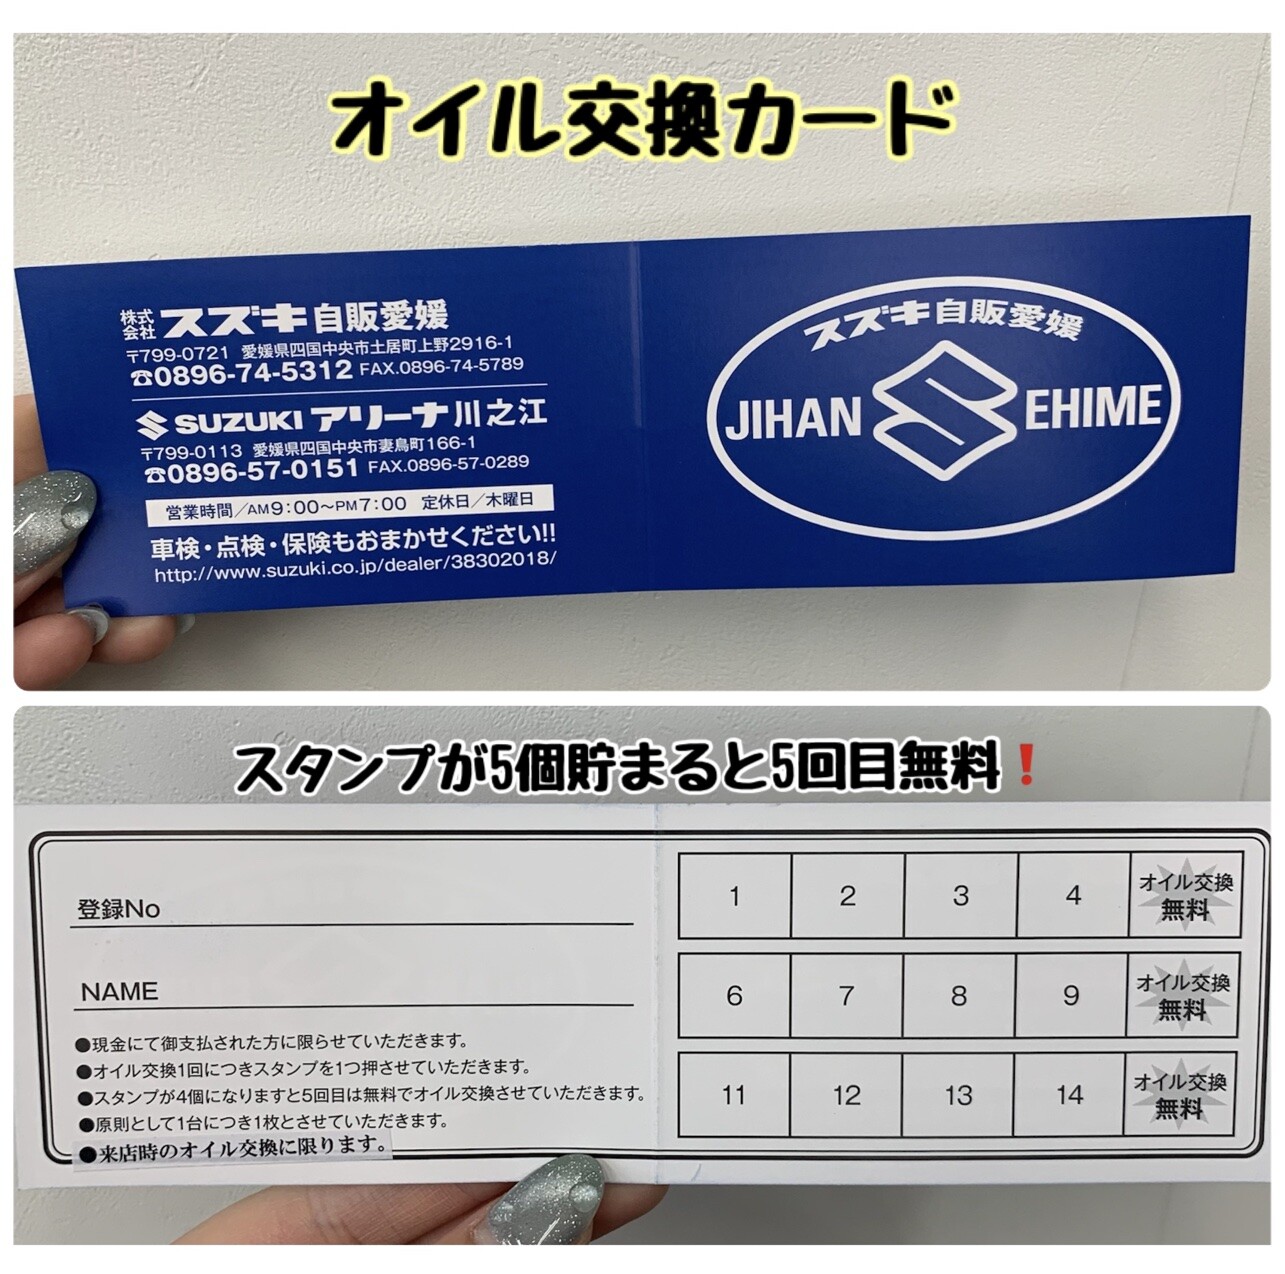 オイル交換カード
株式会社スズキ自販愛媛
〒799-0721 愛媛県四国中央市土居町上野2916-1
☎0896-74-5312 FAX.0896-74-5789
SUZUKI アリーナ川之江
〒799-0113 愛媛県四国中央市妻鳥町166-1
☎0896-57-0151 FAX.0896-57-0289
営業時間/AM9:00〜PM7:00 定休日/木曜日
車検・点検・保険もおまかせください!!
http://www.suzuki.co.jp/dealer/38302018/
スズキ自販愛媛
JIHAN EHIME
スタンプが5個貯まると5回目無料❗
登録No
NAME
●現金にて御支払された方に限らせていただきます。
●オイル交換1回につきスタンプを1つ押させていただきます。
●スタンプが4個になりますと5回目は無料でオイル交換させていただきます。
●原則として1台につき1枚とさせていただきます。
●来店時のオイル交換に限ります。
1 2 3 4 オイル交換無料
6 7 8 9 オイル交換無料
11 12 13 14 オイル交換無料